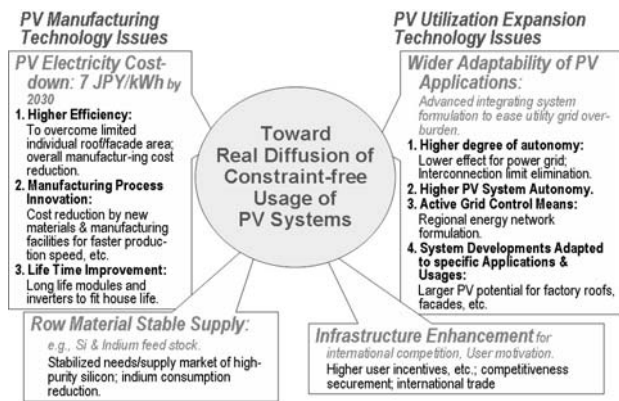 PV Manufacturing
Technology Issues
PV Electricity Cost-
down: 7 JPY/kWh by
2030
1. Higher Efficiency:
To overcome limited
individual roof/facade area;
overall manufactur-ing cost
reduction.
2. Manufacturing Process
Innovation:
Cost reduction by new
materials & manufacturing
facilities for faster produc
tion speed, etc.
3. Life Time Improvement:
Long life modules and
inverters to fit house life.
Toward
Real Diffusion of
Constraint-free
Usage of
PV Systems
PV Utilization Expansion
Technology Issues
Wider Adaptability of PV
Applications:
Advanced integrating system
formulation to ease utility grid over-
burden.
1. Higher degree of autonomy:
Lower effect for power grid;
Interconnection limit elimination.
2. Higher PV System Autonomy.
3. Active Grid Control Means:
Regional energy network
formulation.
4. System Developments Adapted
to specific Applications &
Usages:
Larger PV potential for factory roofs,
facades, etc.
Row Material Stable Supply:
e.g., Si & Indium feed stock.
Stabilized needs/supply market of high-
purity silicon; indium consumption
reduction.
Infrastructure Enhancement for
international competition, User motivation.
Higher user incentives, etc.; competitiveness
securement; international trade